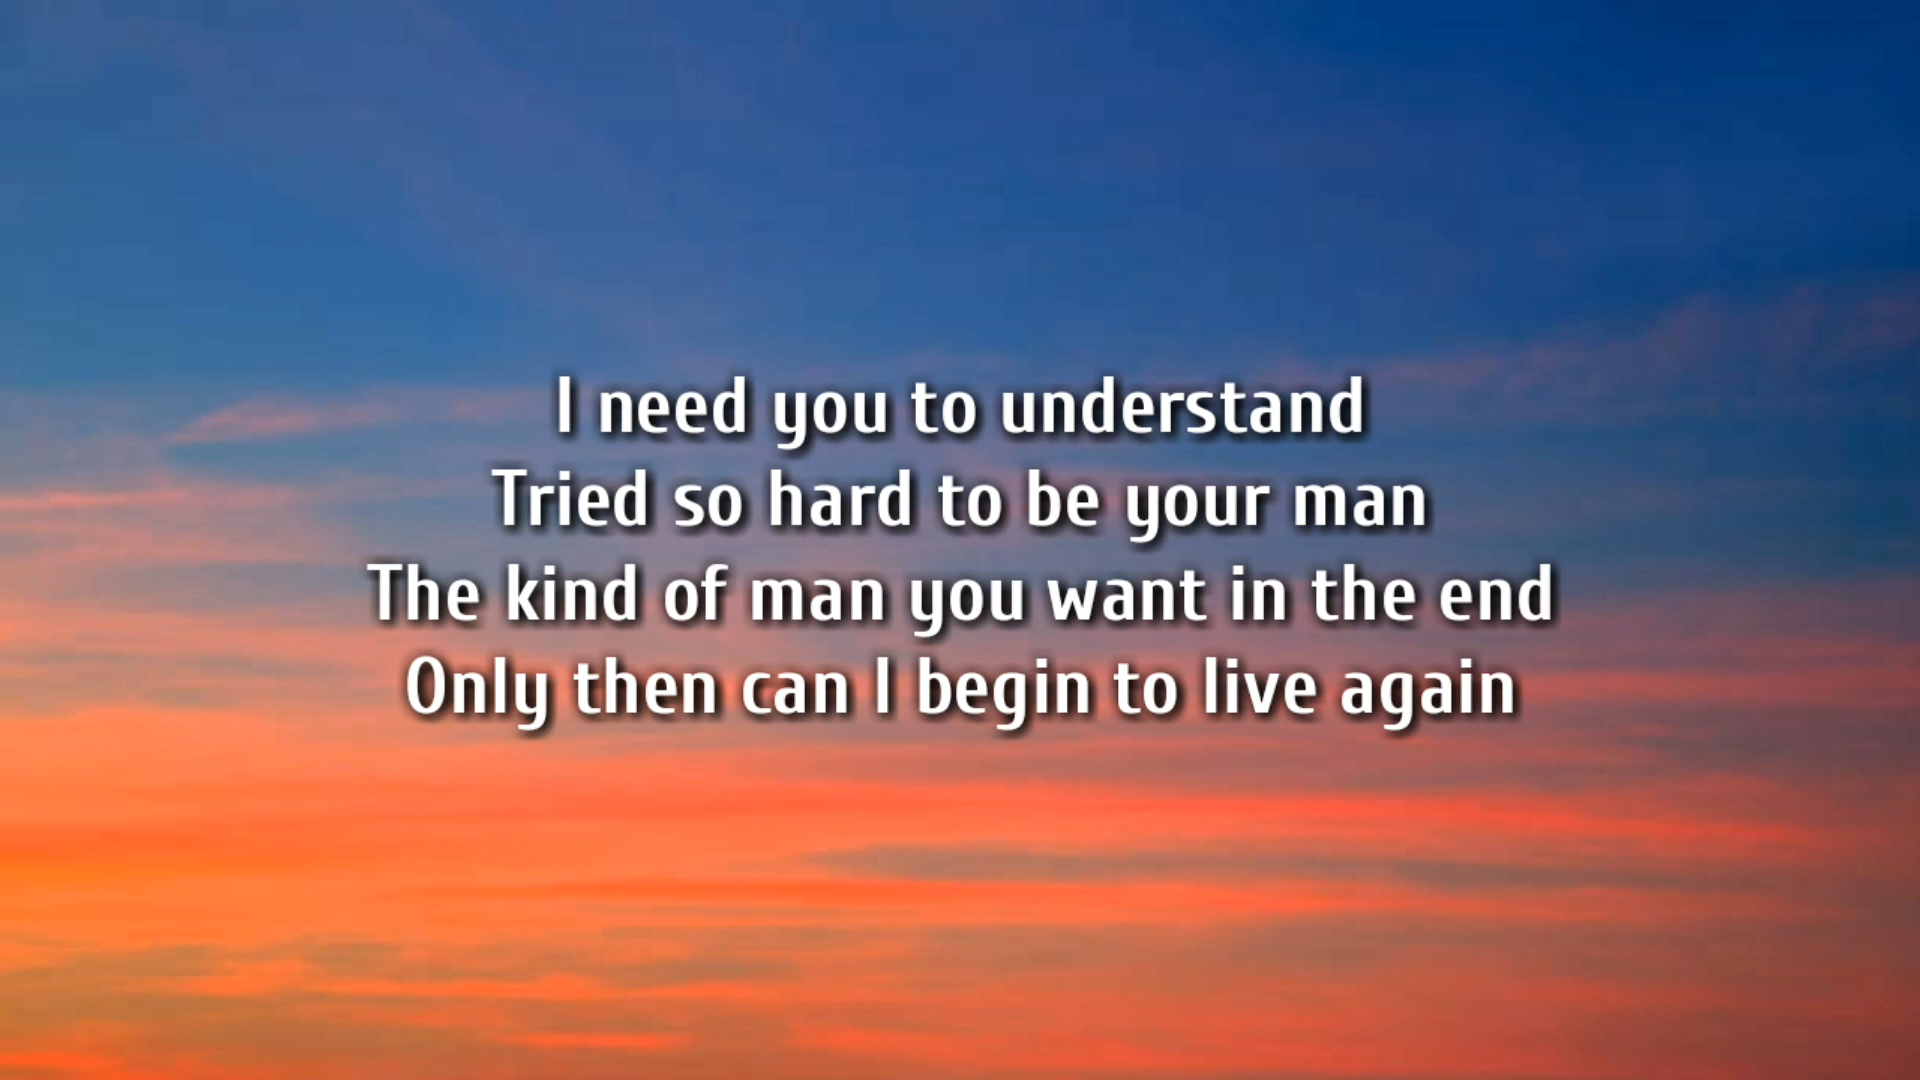 I need you to understand
Tried so hard to be your man
The kind of man you want in the end
Only then can I begin to live again